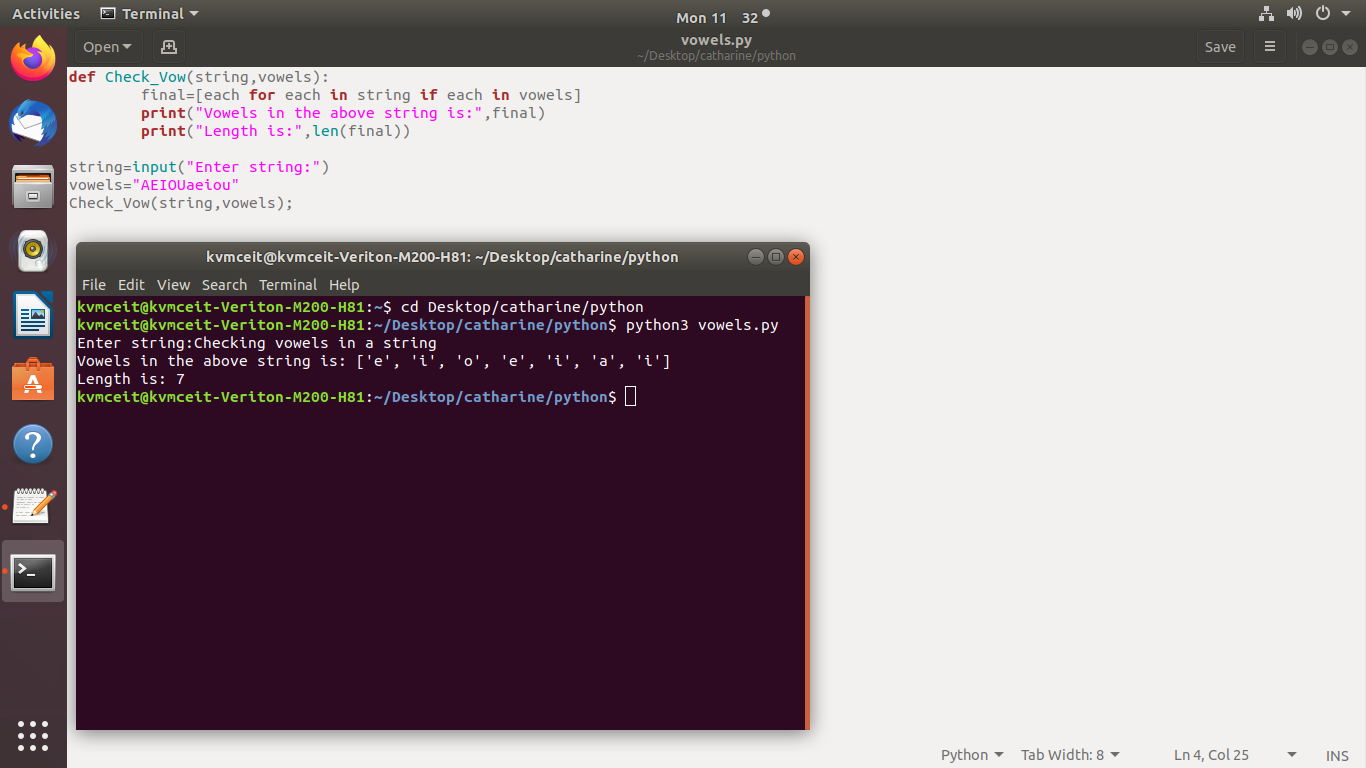 Activities Terminal Mon 11 32
Open vowels.py Save
~/Desktop/catharine/python
def Check_Vow(string,vowels):
        final=[each for each in string if each in vowels]
        print("Vowels in the above string is:",final)
        print("Length is:",len(final))
string=input("Enter string:")
vowels="AEIOUaeiou"
Check_Vow(string,vowels);
kvmceit@kvmceit-Veriton-M200-H81: ~/Desktop/catharine/python
File Edit View Search Terminal Help
kvmceit@kvmceit-Veriton-M200-H81:~$ cd Desktop/catharine/python
kvmceit@kvmceit-Veriton-M200-H81:~/Desktop/catharine/python$ python3 vowels.py
Enter string:Checking vowels in a string
Vowels in the above string is: ['e', 'i', 'o', 'e', 'i', 'a', 'i']
Length is: 7
kvmceit@kvmceit-Veriton-M200-H81:~/Desktop/catharine/python$
Python Tab Width: 8 Ln 4, Col 25 INS